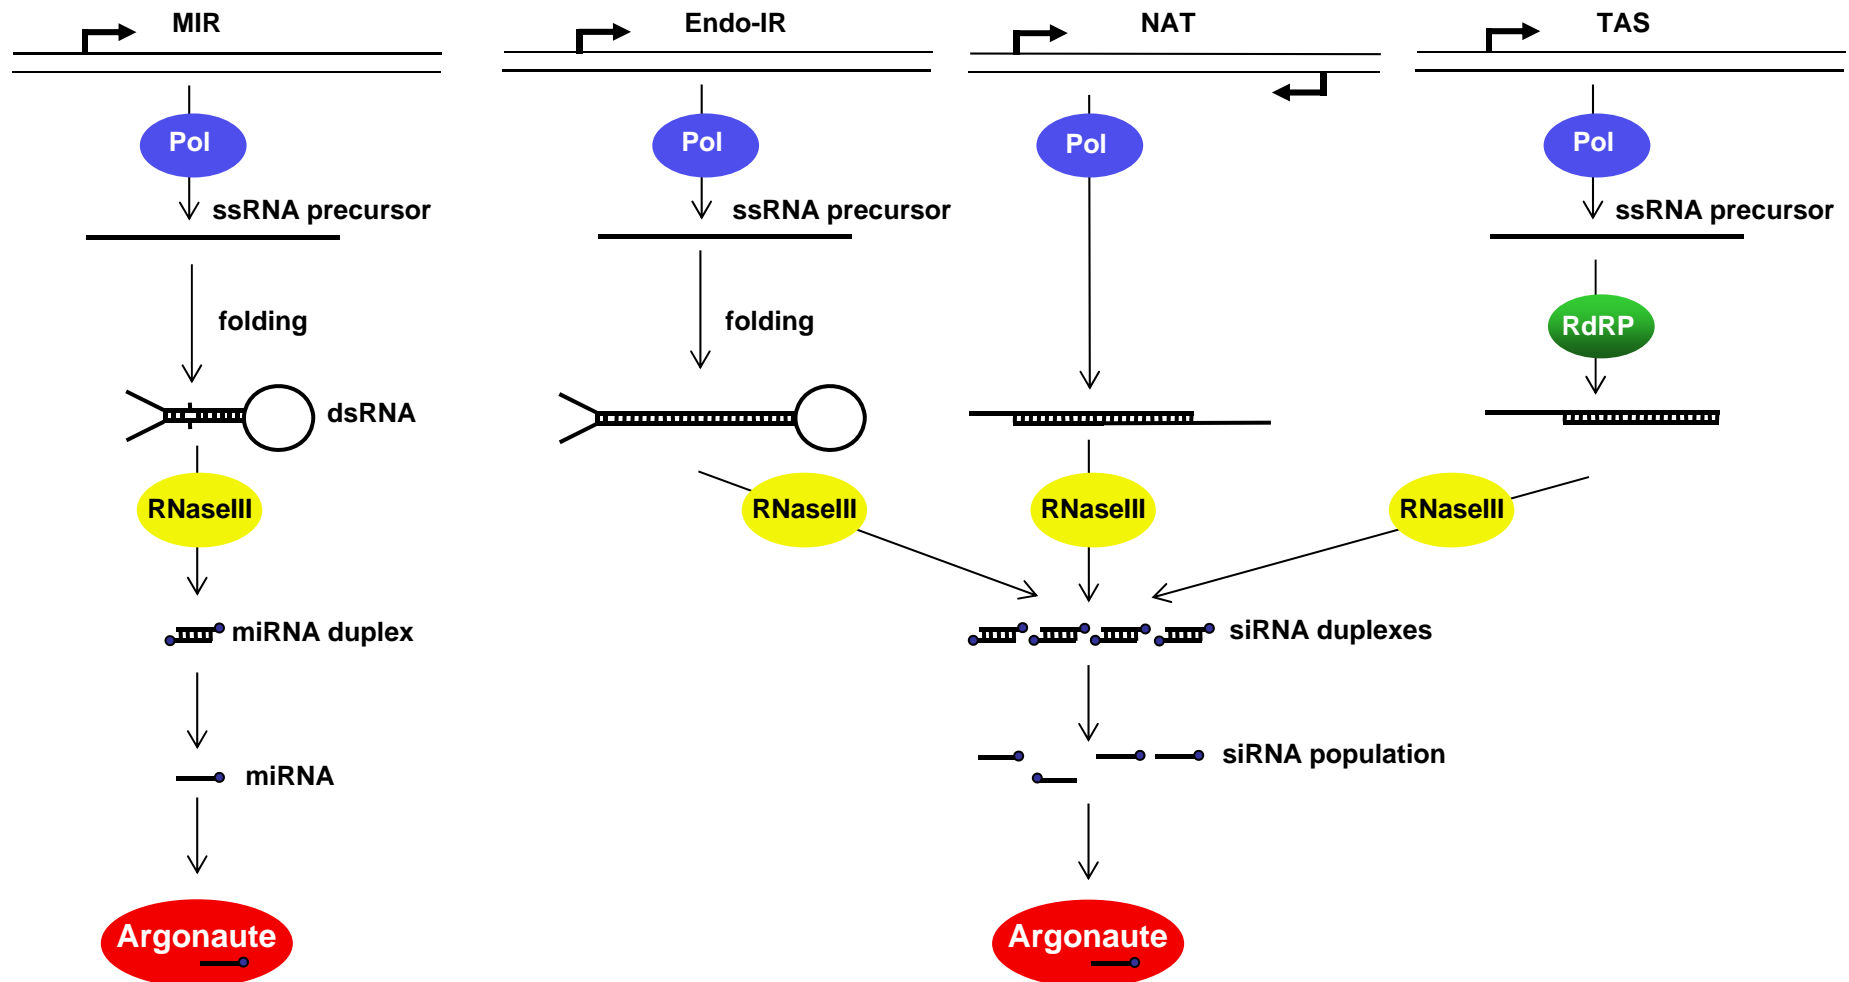 MIR
Endo-IR
NAT
TAS
Pol
Pol
Pol
Pol
ssRNA precursor
ssRNA precursor
ssRNA precursor
folding
folding
RdRP
dsRNA
RNaseIII
RNaseIII
RNaseIII
RNaseIII
miRNA duplex
siRNA duplexes
miRNA
siRNA population
Argonaute
Argonaute